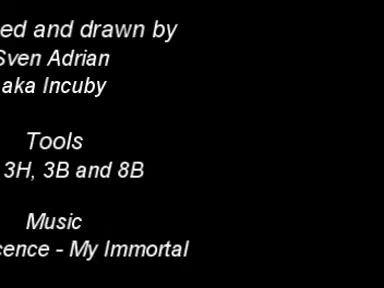 ed and drawn by
Sven Adrian
aka Incuby
Tools
3H, 3B and 8B
Music
cence - My Immortal